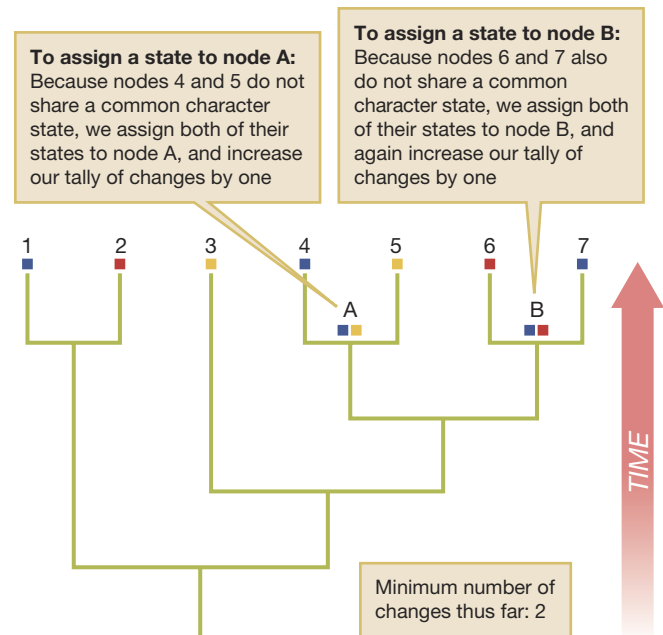 To assign a state to node A:
Because nodes 4 and 5 do not
share a common character
state, we assign both of their
states to node A, and increase
our tally of changes by one
To assign a state to node B:
Because nodes 6 and 7 also
do not share a common
character state, we assign both
of their states to node B, and
again increase our tally of
changes by one
1 2 3 4 5 6 7
A B
TIME
Minimum number of
changes thus far: 2